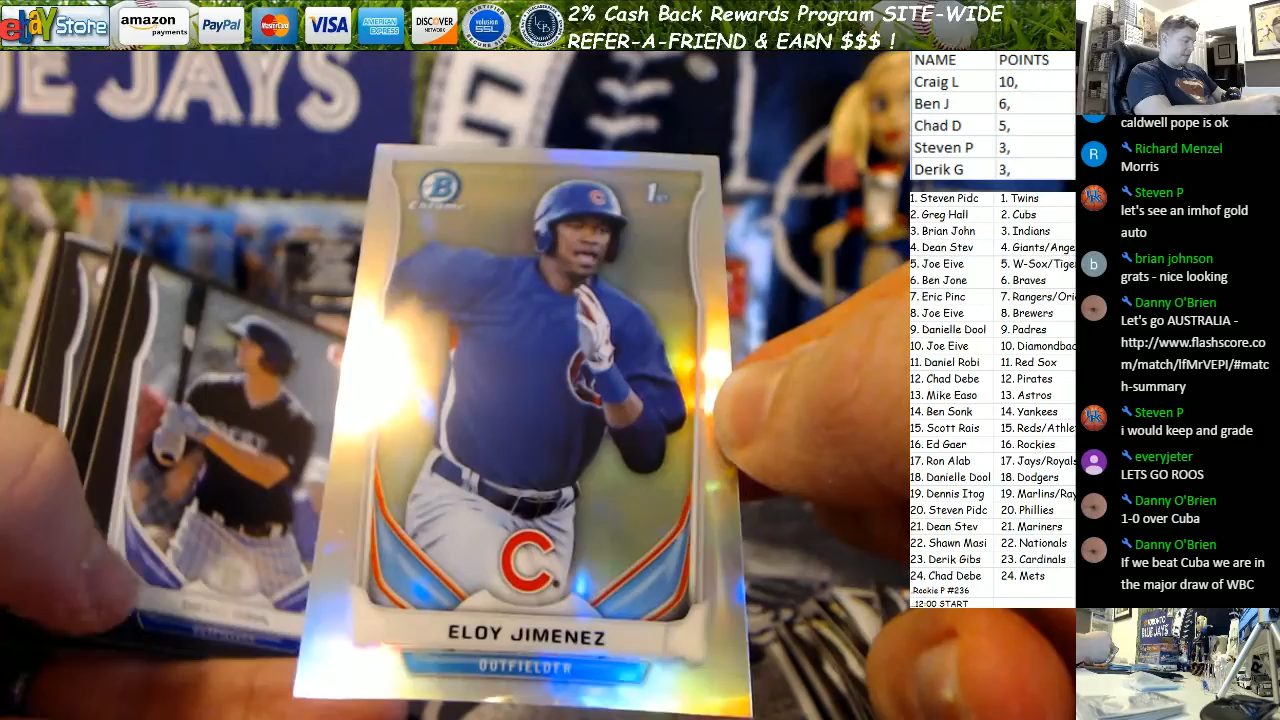 ebay Store
amazon payments
PayPal
MasterCard
VISA
AMERICAN EXPRESS
DISCOVER NETWORK
volusion SSL
2% Cash Back Rewards Program SITE-WIDE
REFER-A-FRIEND & EARN $$$ !
BLUE JAYS
B
Chrome
1st
C
ELOY JIMENEZ
OUTFIELDER
NAME POINTS
Craig L 10,
Ben J 6,
Chad D 5,
Steven P 3,
Derik G 3,
1. Steven Pidc 1. Twins
2. Greg Hall 2. Cubs
3. Brian John 3. Indians
4. Dean Stev 4. Giants/Ange
5. Joe Eive 5. W-Sox/Tige
6. Ben Jone 6. Braves
7. Eric Pinc 7. Rangers/Ori
8. Joe Eive 8. Brewers
9. Danielle Dool 9. Padres
10. Joe Eive 10. Diamondbac
11. Daniel Robi 11. Red Sox
12. Chad Debe 12. Pirates
13. Mike Easo 13. Astros
14. Ben Sonk 14. Yankees
15. Scott Rais 15. Reds/Athle
16. Ed Gaer 16. Rockies
17. Ron Alab 17. Jays/Royals
18. Danielle Dool 18. Dodgers
19. Dennis Itog 19. Marlins/Ray
20. Steven Pidc 20. Phillies
21. Dean Stev 21. Mariners
22. Shawn Masi 22. Nationals
23. Derik Gibs 23. Cardinals
24. Chad Debe 24. Mets
.Rookie P #236
..12:00 START
caldwell pope is ok
R
Richard Menzel
Morris
Steven P
let's see an imhof gold
auto
b
brian johnson
grats - nice looking
Danny O'Brien
Let's go AUSTRALIA -
http://www.flashscore.co
m/match/lfMrVEPI/#matc
h-summary
Steven P
i would keep and grade
everyjeter
LETS GO ROOS
Danny O'Brien
1-0 over Cuba
Danny O'Brien
If we beat Cuba we are in
the major draw of WBC
BLUE JAYS